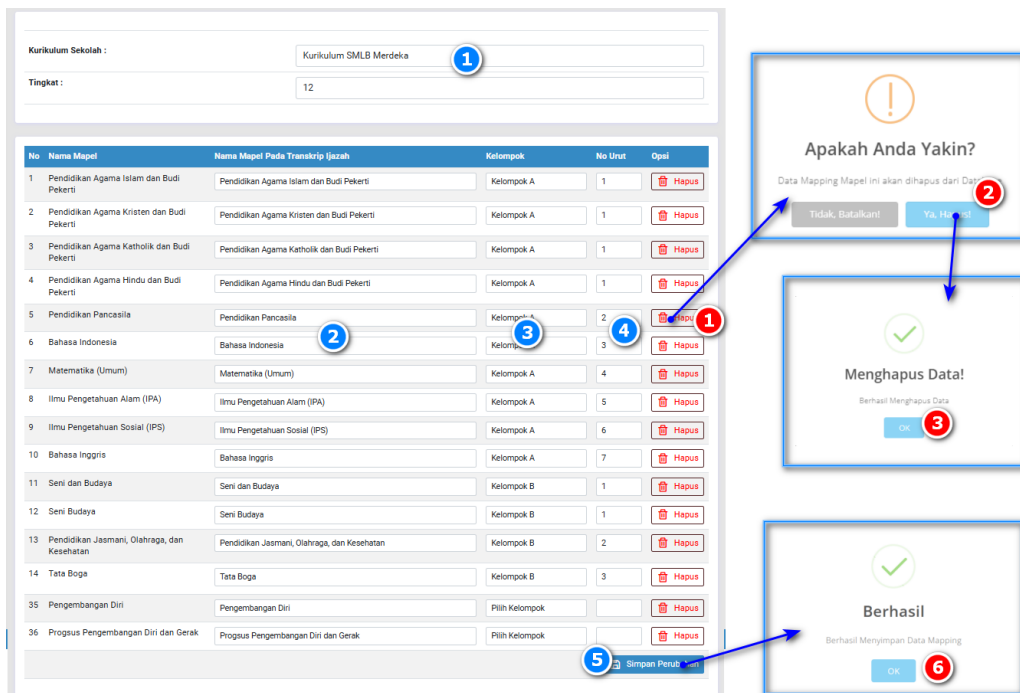 Kurikulum Sekolah :
Kurikulum SMLB Merdeka
1
Tingkat :
12
No Nama Mapel Nama Mapel Pada Transkrip Ijazah Kelompok No Urut Opsi
1 Pendidikan Agama Islam dan Budi Pekerti Pendidikan Agama Islam dan Budi Pekerti Kelompok A 1 Hapus
2 Pendidikan Agama Kristen dan Budi Pekerti Pendidikan Agama Kristen dan Budi Pekerti Kelompok A 1 Hapus
3 Pendidikan Agama Katholik dan Budi Pekerti Pendidikan Agama Katholik dan Budi Pekerti Kelompok A 1 Hapus
4 Pendidikan Agama Hindu dan Budi Pekerti Pendidikan Agama Hindu dan Budi Pekerti Kelompok A 1 Hapus
5 Pendidikan Pancasila Pendidikan Pancasila Kelompok A 2 Hapus 1
2 3 4
6 Bahasa Indonesia Bahasa Indonesia Kelompok 3 Hapus
7 Matematika (Umum) Matematika (Umum) Kelompok A 4 Hapus
8 Ilmu Pengetahuan Alam (IPA) Ilmu Pengetahuan Alam (IPA) Kelompok A 5 Hapus
9 Ilmu Pengetahuan Sosial (IPS) Ilmu Pengetahuan Sosial (IPS) Kelompok A 6 Hapus
10 Bahasa Inggris Bahasa Inggris Kelompok A 7 Hapus
11 Seni dan Budaya Seni dan Budaya Kelompok B 1 Hapus
12 Seni Budaya Seni Budaya Kelompok B 1 Hapus
13 Pendidikan Jasmani, Olahraga, dan Kesehatan Pendidikan Jasmani, Olahraga, dan Kesehatan Kelompok B 2 Hapus
14 Tata Boga Tata Boga Kelompok B 3 Hapus
35 Pengembangan Diri Pengembangan Diri Pilih Kelompok Hapus
36 Progsus Pengembangan Diri dan Gerak Progsus Pengembangan Diri dan Gerak Pilih Kelompok Hapus
5 Simpan Perubahan
Apakah Anda Yakin?
Data Mapping Mapel ini akan dihapus dari
2
Tidak, Batalkan! Ya, Hapus!
Menghapus Data!
Berhasil Menghapus Data
OK 3
Berhasil
Berhasil Menyimpan Data Mapping
OK 6